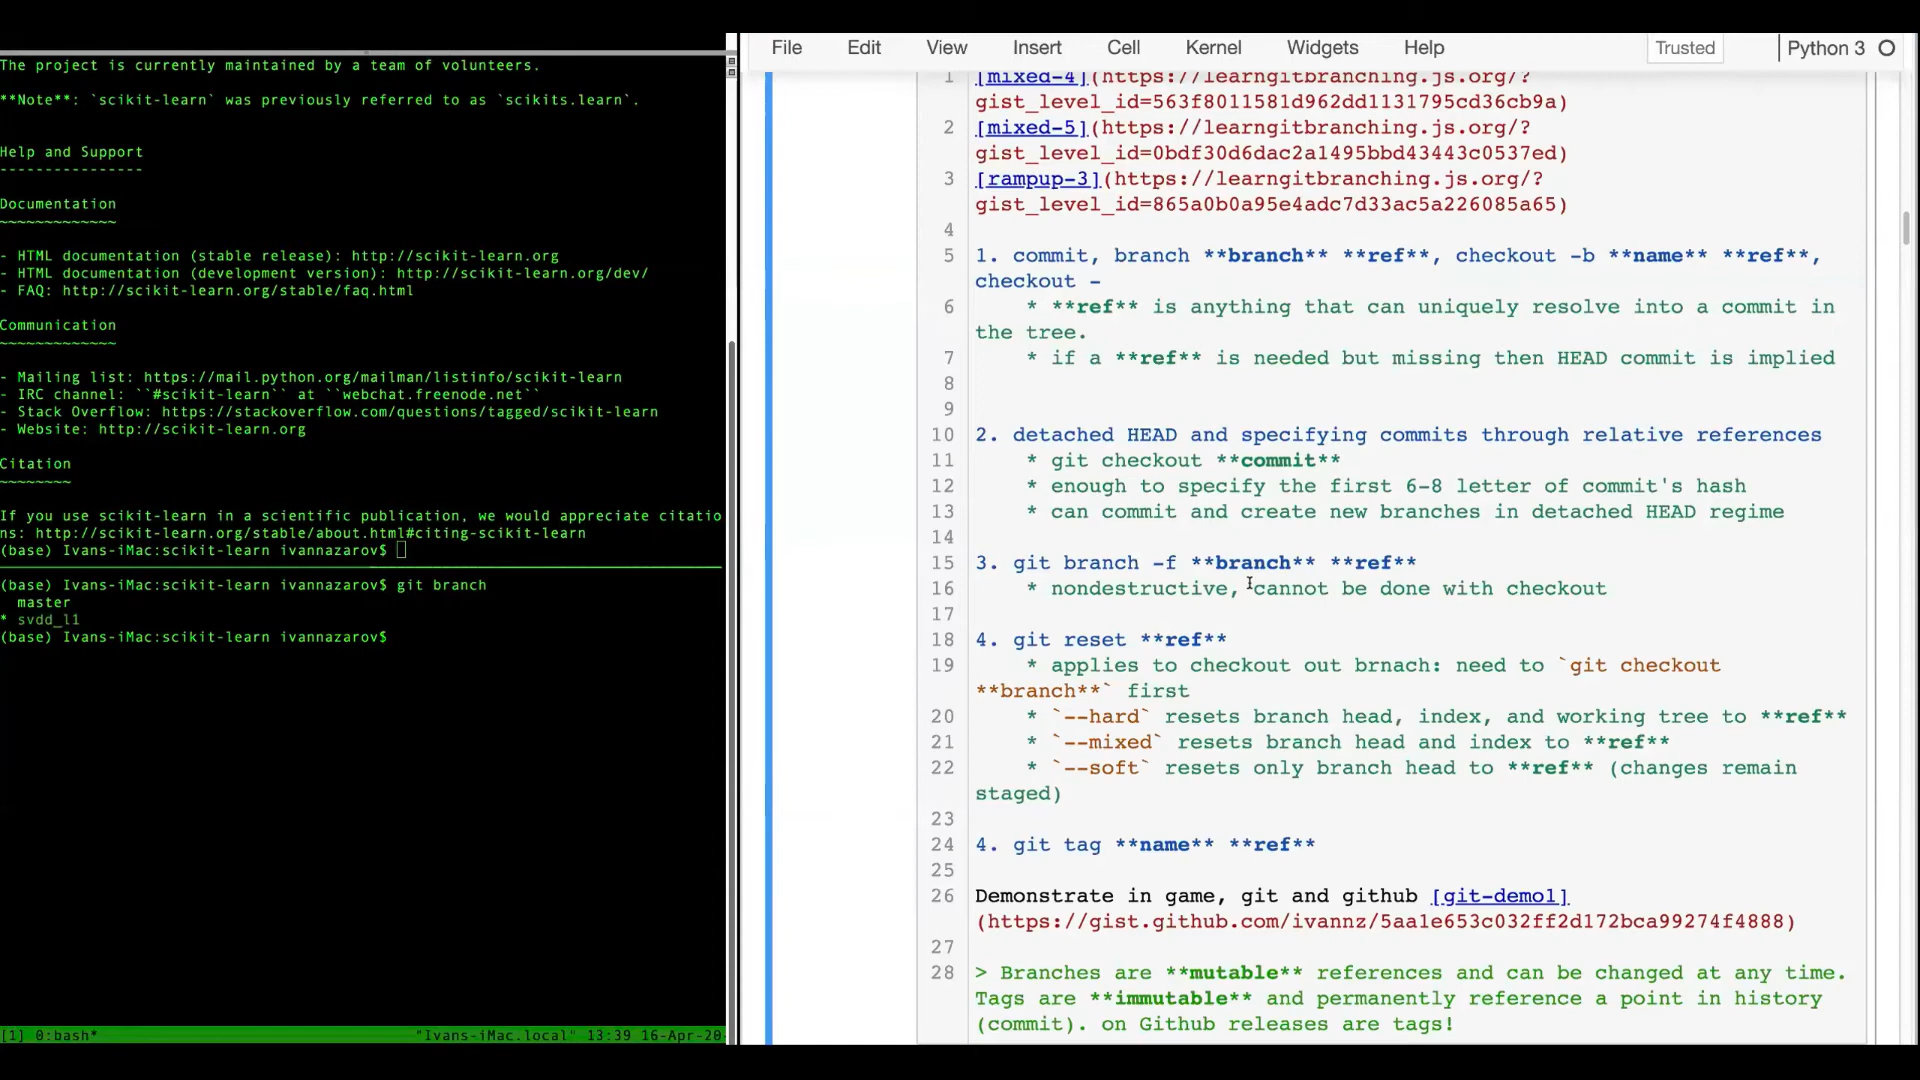 The project is currently maintained by a team of volunteers.
**Note**: `scikit-learn` was previously referred to as `scikits.learn`.
Help and Support
----------------
Documentation
~~~~~~~~~~~~~
- HTML documentation (stable release): http://scikit-learn.org
- HTML documentation (development version): http://scikit-learn.org/dev/
- FAQ: http://scikit-learn.org/stable/faq.html
Communication
~~~~~~~~~~~~~
- Mailing list: https://mail.python.org/mailman/listinfo/scikit-learn
- IRC channel: ``#scikit-learn`` at ``webchat.freenode.net``
- Stack Overflow: https://stackoverflow.com/questions/tagged/scikit-learn
- Website: http://scikit-learn.org
Citation
~~~~~~~~
If you use scikit-learn in a scientific publication, we would appreciate citatio
ns: http://scikit-learn.org/stable/about.html#citing-scikit-learn
(base) Ivans-iMac:scikit-learn ivannazarov$
(base) Ivans-iMac:scikit-learn ivannazarov$ git branch
master
* svdd_l1
(base) Ivans-iMac:scikit-learn ivannazarov$
[1] 0:bash* "Ivans-iMac.local" 13:39 16-Apr-20
File Edit View Insert Cell Kernel Widgets Help Trusted Python 3
1 [mixed-4](https://learngitbranching.js.org/?
gist_level_id=563f8011581d962dd1131795cd36cb9a)
2 [mixed-5](https://learngitbranching.js.org/?
gist_level_id=0bdf30d6dac2a1495bbd43443c0537ed)
3 [rampup-3](https://learngitbranching.js.org/?
gist_level_id=865a0b0a95e4adc7d33ac5a226085a65)
4
5 1. commit, branch **branch** **ref**, checkout -b **name** **ref**,
checkout -
6 * **ref** is anything that can uniquely resolve into a commit in
the tree.
7 * if a **ref** is needed but missing then HEAD commit is implied
8
9
10 2. detached HEAD and specifying commits through relative references
11 * git checkout **commit**
12 * enough to specify the first 6-8 letter of commit's hash
13 * can commit and create new branches in detached HEAD regime
14
15 3. git branch -f **branch** **ref**
16 * nondestructive, cannot be done with checkout
17
18 4. git reset **ref**
19 * applies to checkout out brnach: need to `git checkout
**branch**` first
20 * `--hard` resets branch head, index, and working tree to **ref**
21 * `--mixed` resets branch head and index to **ref**
22 * `--soft` resets only branch head to **ref** (changes remain
staged)
23
24 4. git tag **name** **ref**
25
26 Demonstrate in game, git and github [git-demo1]
(https://gist.github.com/ivannz/5aa1e653c032ff2d172bca99274f4888)
27
28 > Branches are **mutable** references and can be changed at any time.
Tags are **immutable** and permanently reference a point in history
(commit). on Github releases are tags!